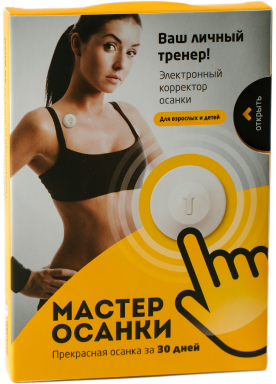 Ваш личный
тренер!
Электронный
корректор
осанки
Для взрослых и детей
открыть
МАСТЕР
ОСАНКИ
Прекрасная осанка за 30 дней